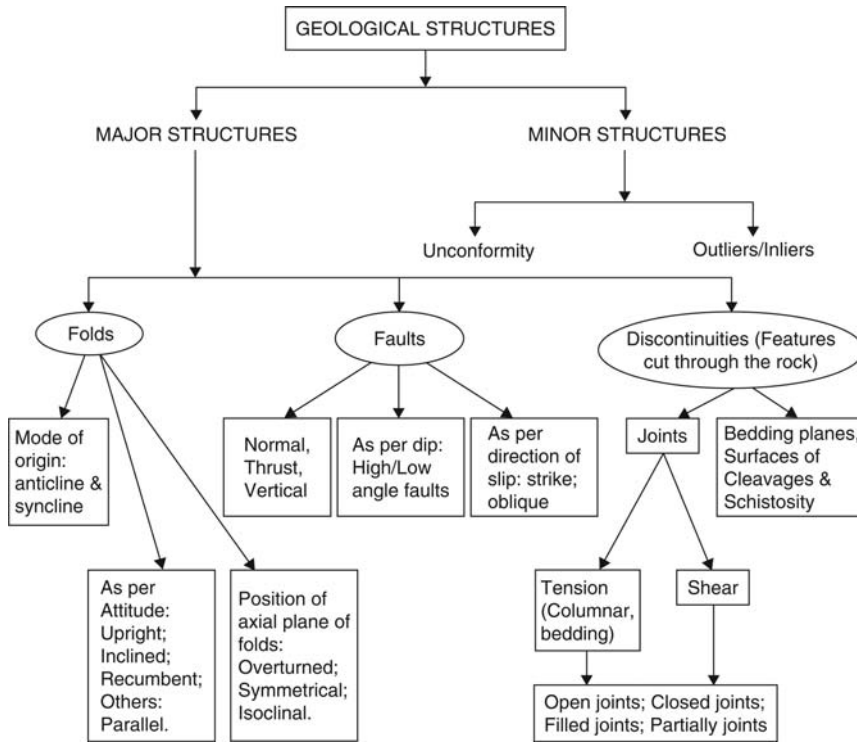 GEOLOGICAL STRUCTURES
MAJOR STRUCTURES
MINOR STRUCTURES
Unconformity
Outliers/Inliers
Folds
Faults
Discontinuities (Features
cut through the rock)
Mode of
origin:
anticline &
syncline
Normal,
Thrust,
Vertical
As per dip:
High/Low
angle faults
As per
direction of
slip: strike;
oblique
Joints
Bedding planes,
Surfaces of
Cleavages &
Schistosity
As per
Attitude:
Upright;
Inclined;
Recumbent;
Others:
Parallel.
Position of
axial plane of
folds:
Overturned;
Symmetrical;
Isoclinal.
Tension
(Columnar,
bedding)
Shear
Open joints; Closed joints;
Filled joints; Partially joints